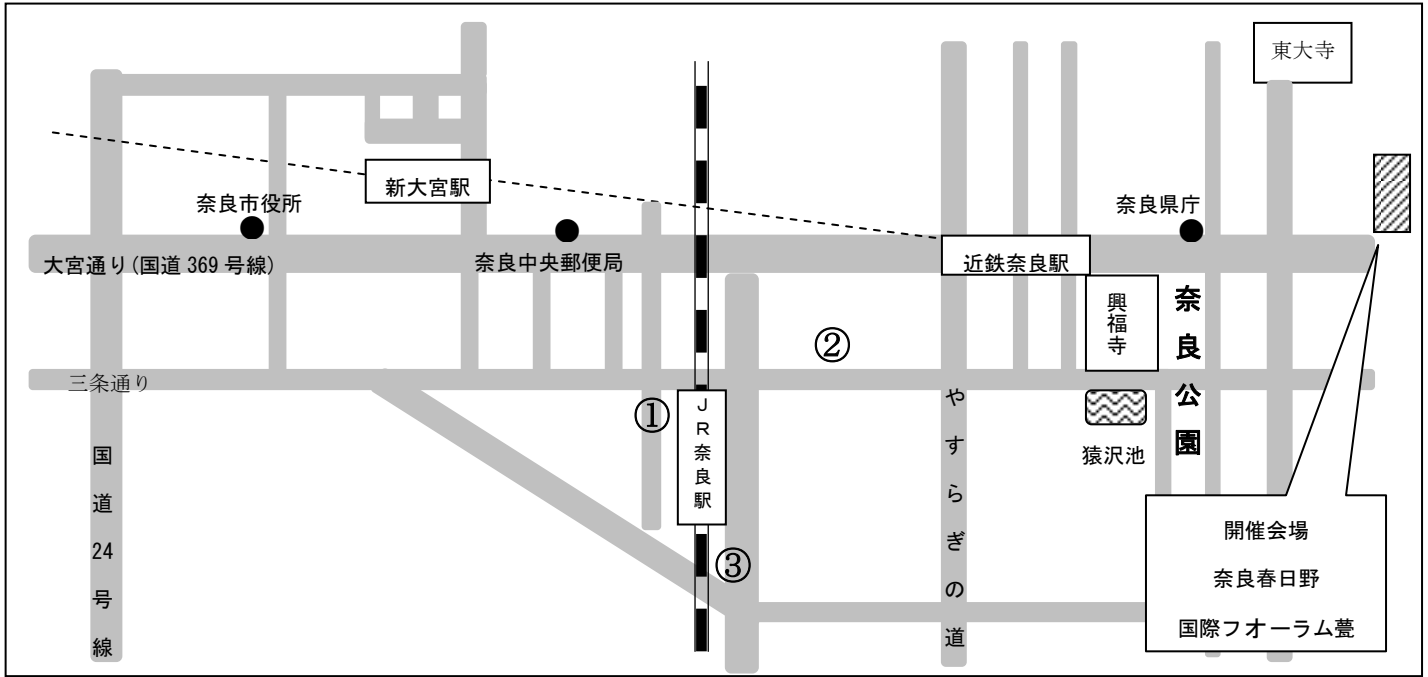 東大寺
新大宮駅
奈良市役所
奈良県庁
大宮通り(国道 369 号線)
奈良中央郵便局
近鉄奈良駅
興福寺
奈良公園
②
三条通り
①
JR奈良駅
やすらぎの道
猿沢池
国道24号線
③
開催会場
奈良春日野
国際フオーラム甍